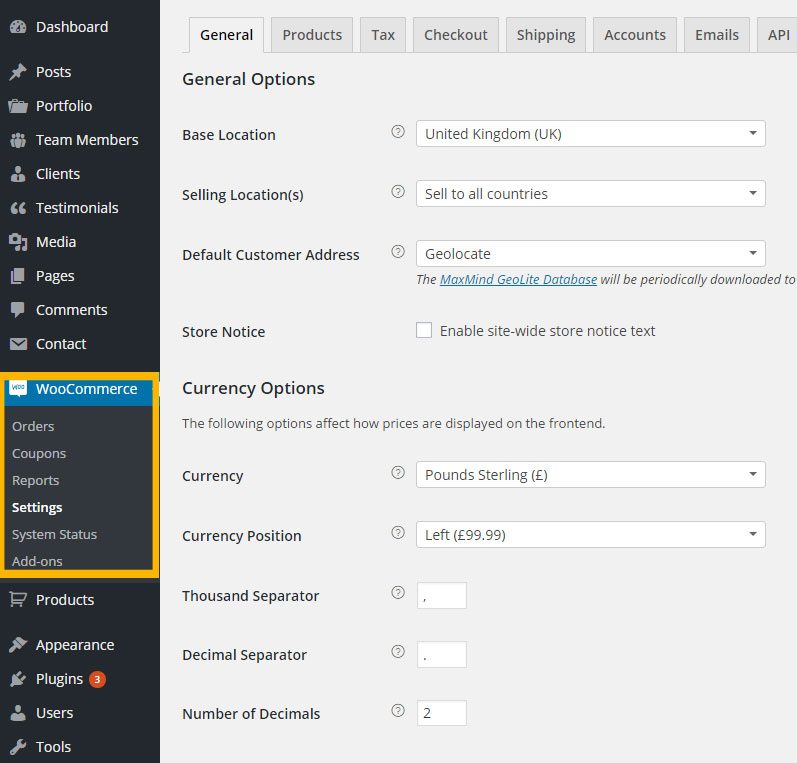 Dashboard
Posts
Portfolio
Team Members
Clients
Testimonials
Media
Pages
Comments
Contact
woo WooCommerce
Orders
Coupons
Reports
Settings
System Status
Add-ons
Products
Appearance
Plugins 3
Users
Tools
General Products Tax Checkout Shipping Accounts Emails API
General Options
Base Location ? United Kingdom (UK)
Selling Location(s) ? Sell to all countries
Default Customer Address ? Geolocate
The MaxMind GeoLite Database will be periodically downloaded to
Store Notice Enable site-wide store notice text
Currency Options
The following options affect how prices are displayed on the frontend.
Currency ? Pounds Sterling (£)
Currency Position ? Left (£99.99)
Thousand Separator ? ,
Decimal Separator ? .
Number of Decimals ? 2